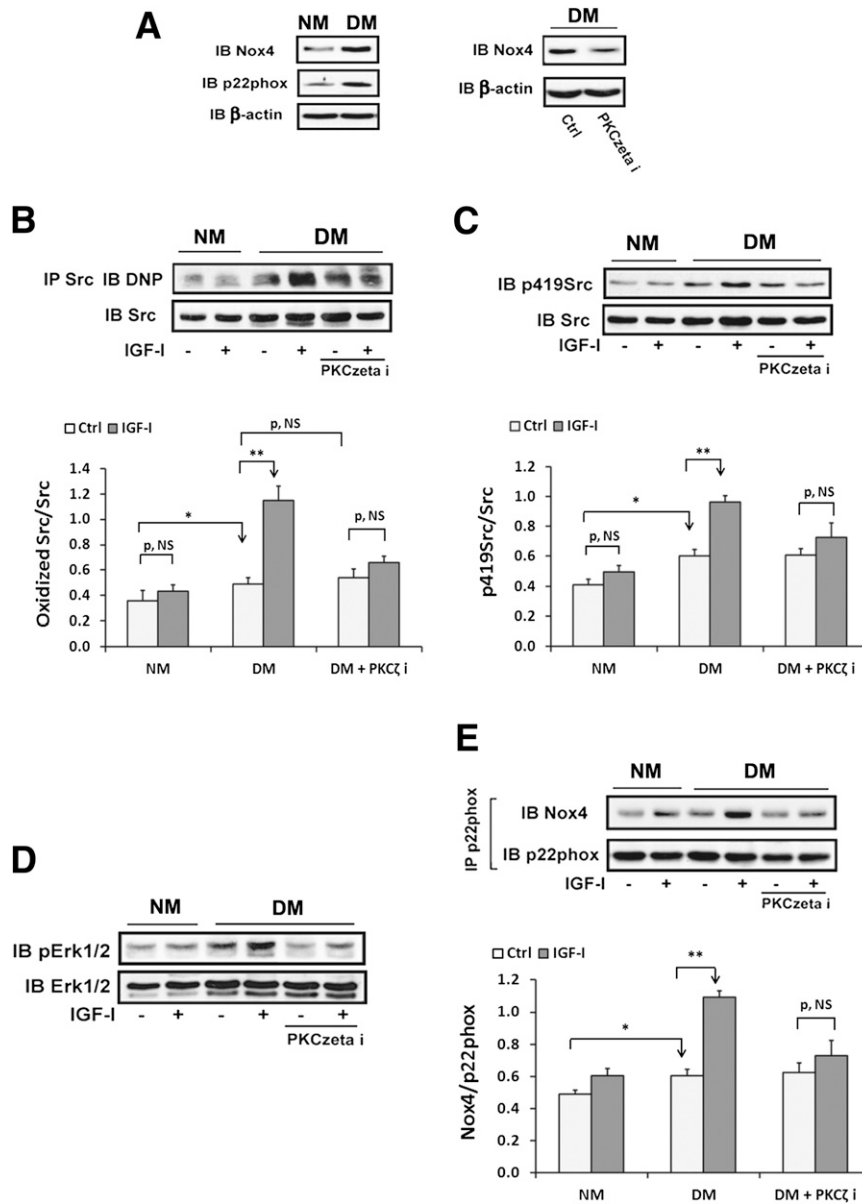 A
NM DM
IB Nox4
IB p22phox
IB β-actin
DM
IB Nox4
IB β-actin
Ctrl
PKCzeta i
B
NM DM
IP Src IB DNP
IB Src
IGF-I - + - + - +
PKCzeta i
Ctrl IGF-I
p, NS
**
*
p, NS
p, NS
Oxidized Src/Src
1.4
1.2
1.0
0.8
0.6
0.4
0.2
0.0
NM DM DM + PKCζ i
C
NM DM
IB p419Src
IB Src
IGF-I - + - + - +
PKCzeta i
Ctrl IGF-I
**
*
p, NS
p, NS
p419Src/Src
1.2
1.0
0.8
0.6
0.4
0.2
0.0
NM DM DM + PKCζ i
D
NM DM
IB pErk1/2
IB Erk1/2
IGF-I - + - + - +
PKCzeta i
E
NM DM
IP p22phox
IB Nox4
IB p22phox
IGF-I - + - + - +
PKCzeta i
Ctrl IGF-I
**
*
p, NS
Nox4/p22phox
1.2
1.0
0.8
0.6
0.4
0.2
0.0
NM DM DM + PKCζ i